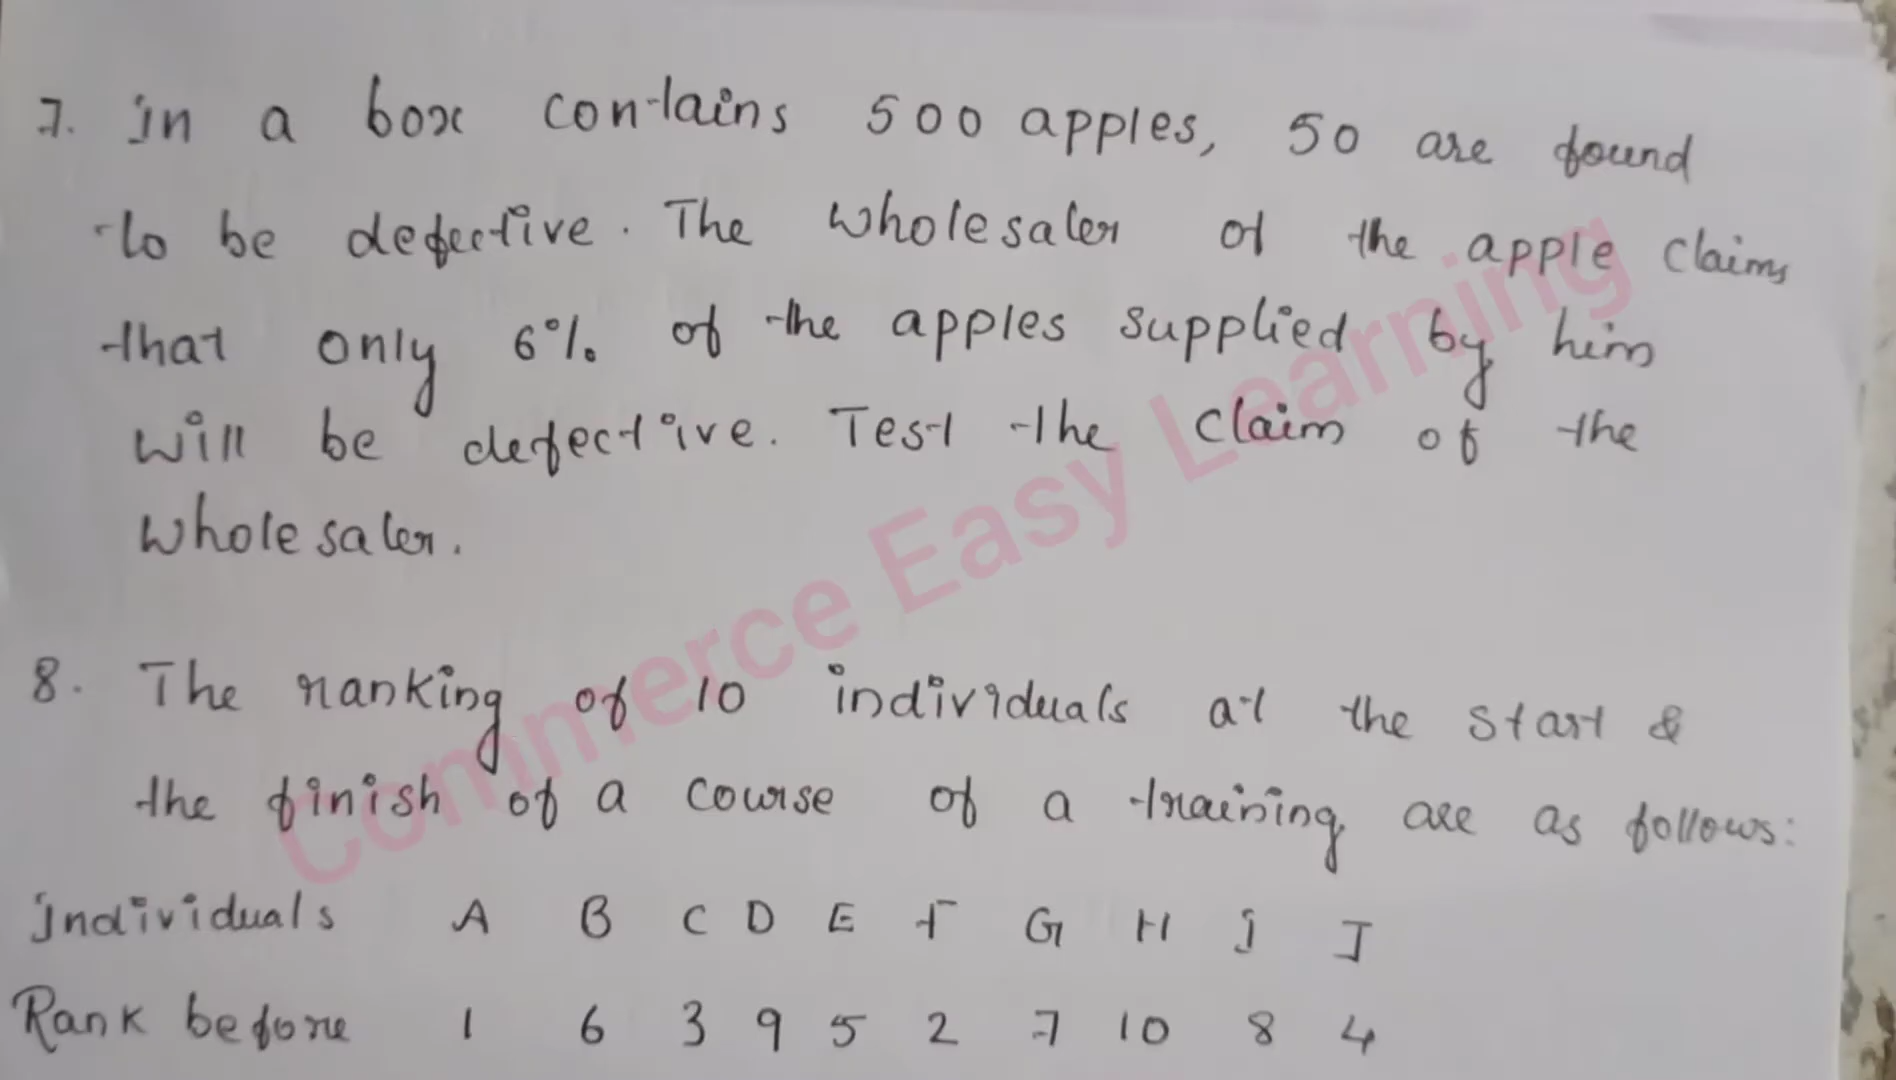 7. In a box contains 500 apples, 50 are found
to be defective. The wholesaler of the apple claims
that only 6% of the apples supplied by him
will be defective. Test the claim of the
wholesaler.
8. The ranking of 10 individuals at the start &
the finish of a course of a training are as follows:
Individuals A B C D E F G H I J
Rank before 1 6 3 9 5 2 7 10 8 4
Commerce Easy Learning